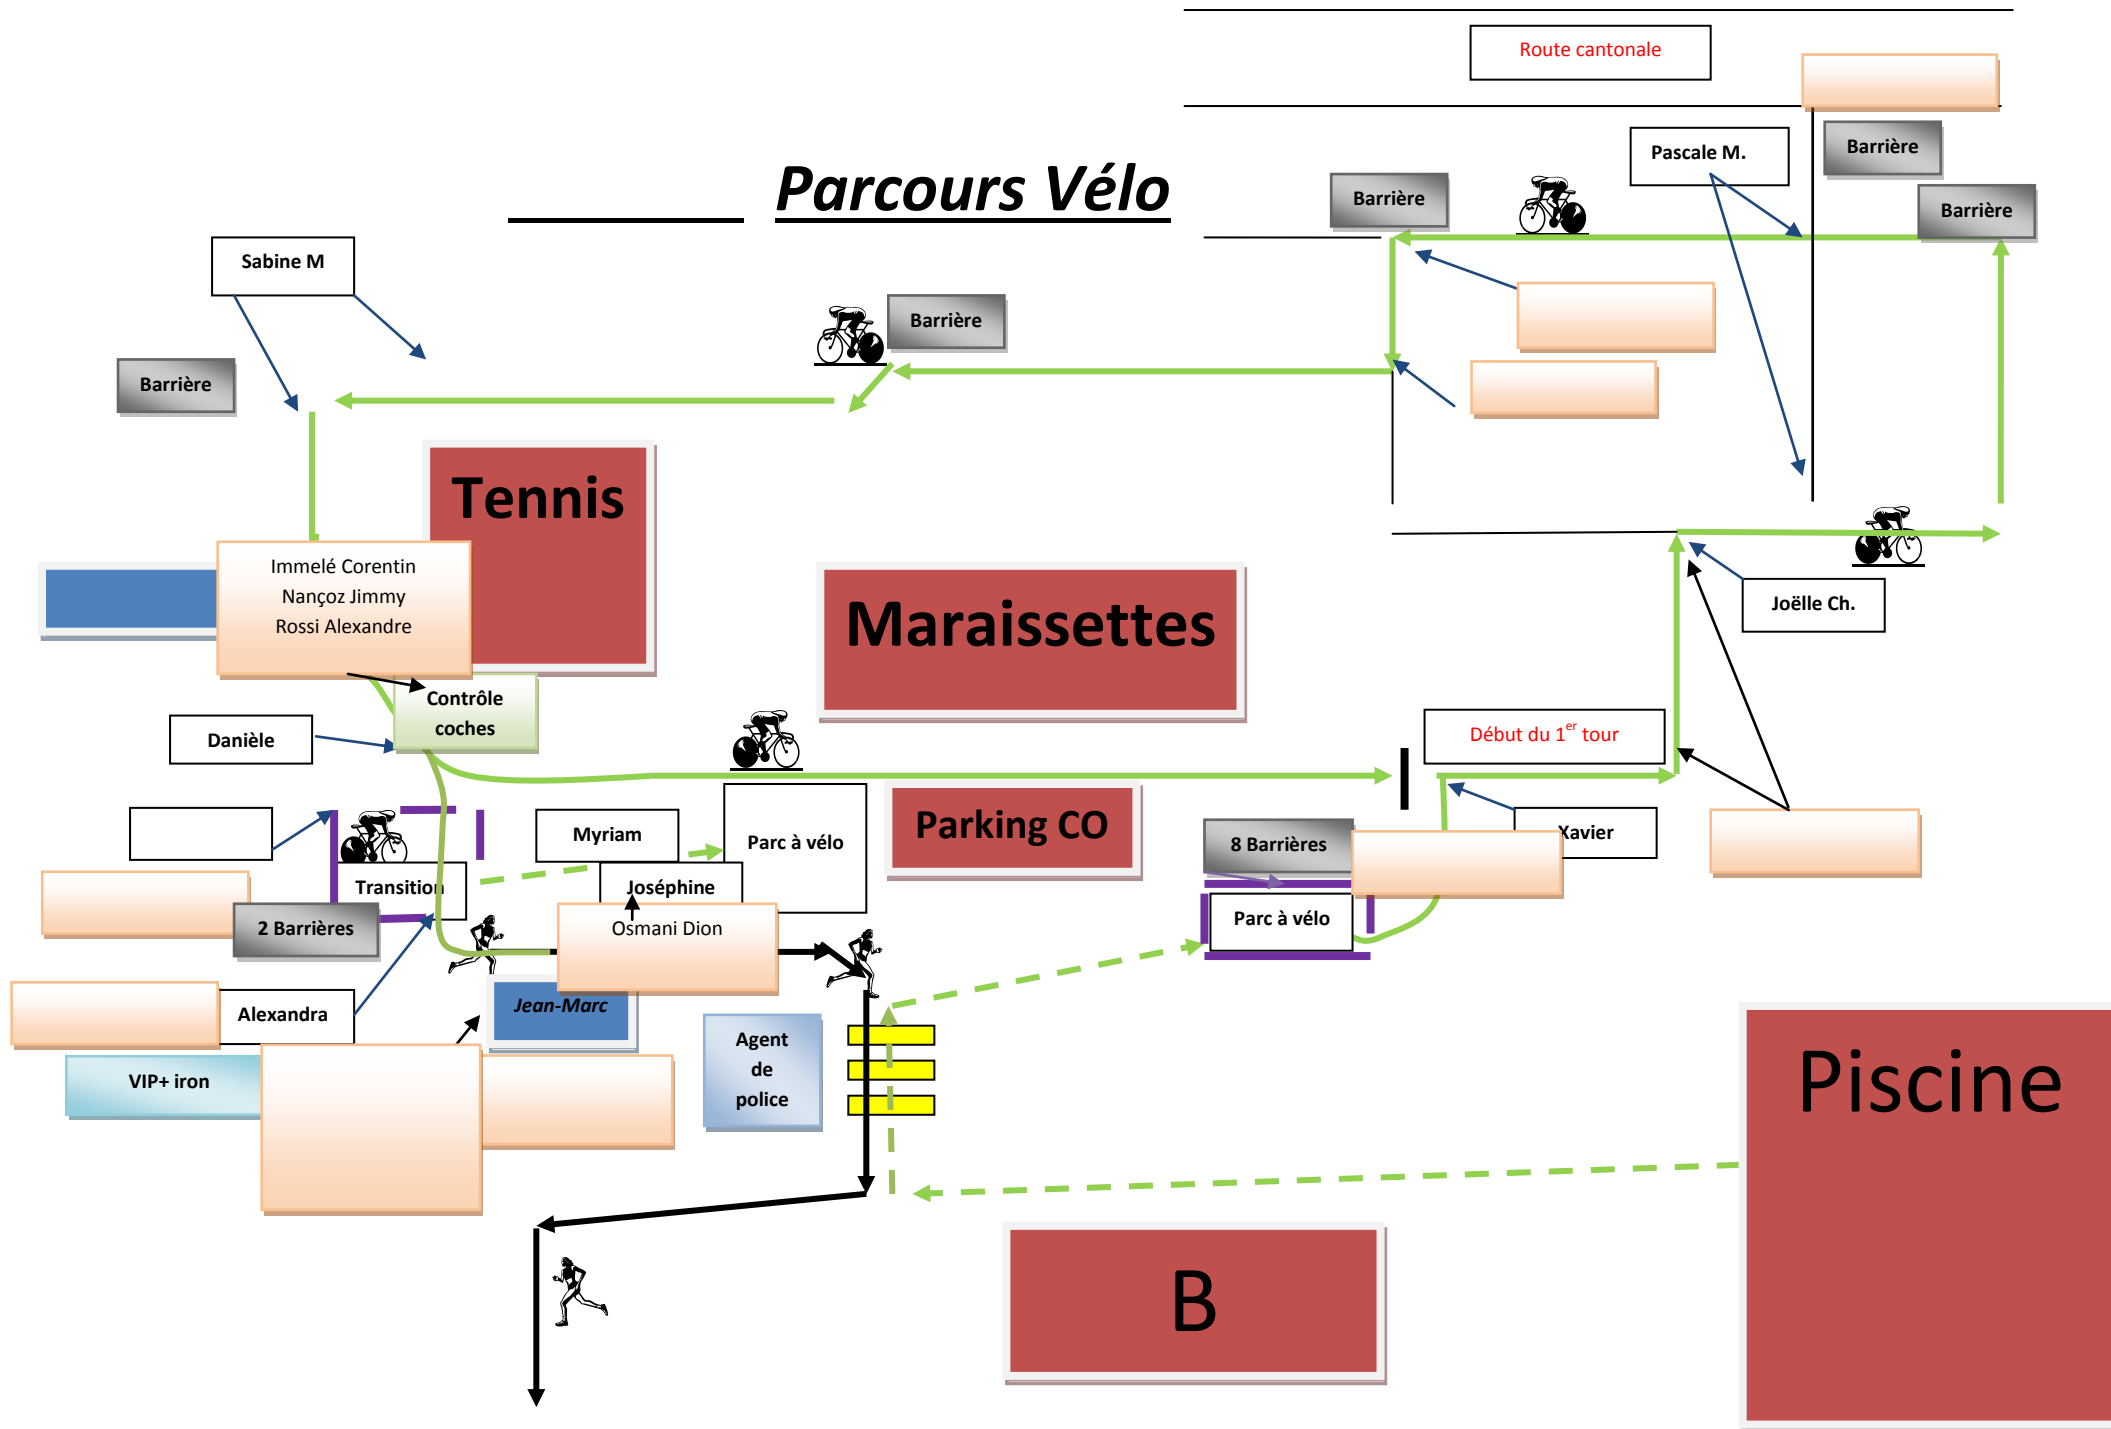 Route cantonale
Pascale M.
Barrière
Parcours Vélo
Barrière
Barrière
Sabine M
Barrière
Barrière
Tennis
Immelé Corentin
Nançoz Jimmy
Rossi Alexandre
Maraissettes
Joëlle Ch.
Contrôle
coches
Danièle
Début du 1er tour
Myriam
Parc à vélo
Parking CO
8 Barrières
Xavier
Transition
Joséphine
2 Barrières
Osmani Dion
Parc à vélo
Alexandra
Jean-Marc
Agent
de
police
VIP+ iron
Piscine
B